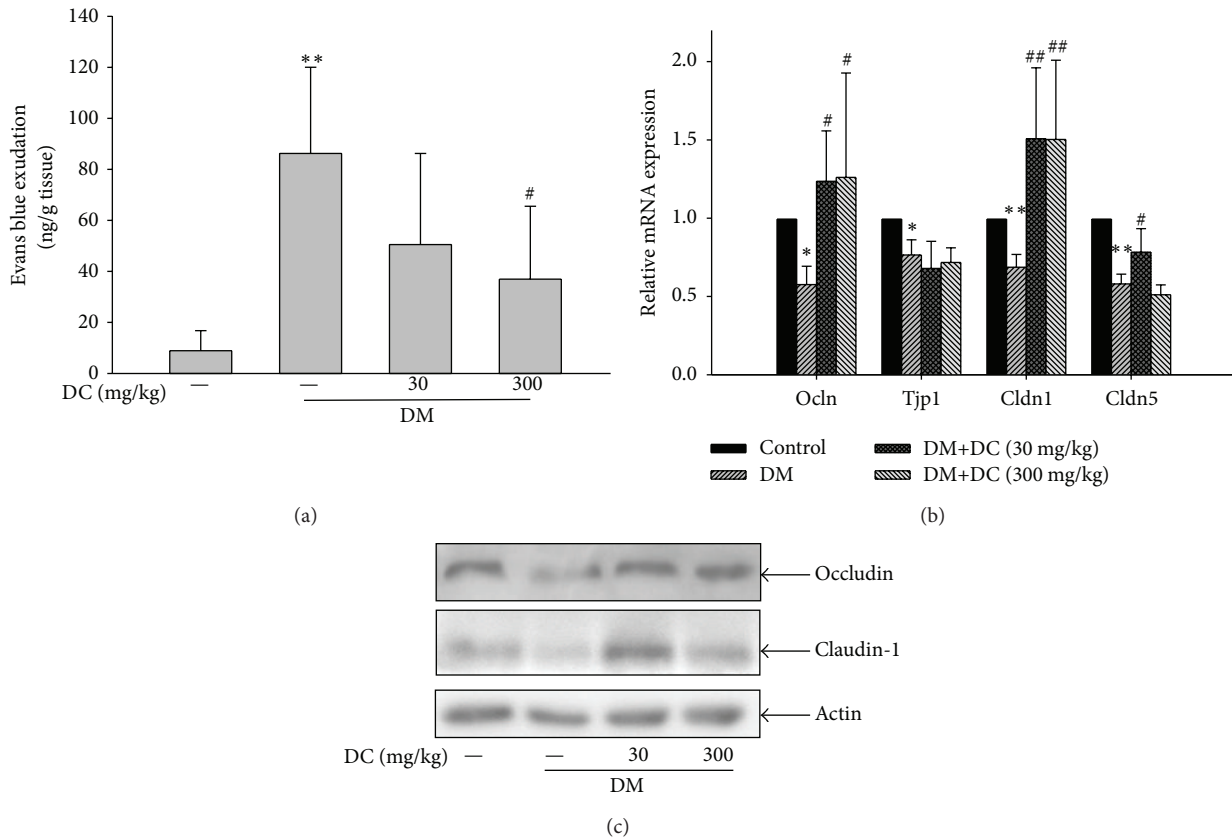 140
120
100
80
60
40
20
0
Evans blue exudation
(ng/g tissue)
**
#
DC (mg/kg) — — 30 300
DM
(a)
2.0
1.5
1.0
0.5
0.0
Relative mRNA expression
* # #
*
** ## ##
** #
Ocln Tjp1 Cldn1 Cldn5
Control DM+DC (30 mg/kg)
DM DM+DC (300 mg/kg)
(b)
Occludin
Claudin-1
Actin
DC (mg/kg) — — 30 300
DM
(c)